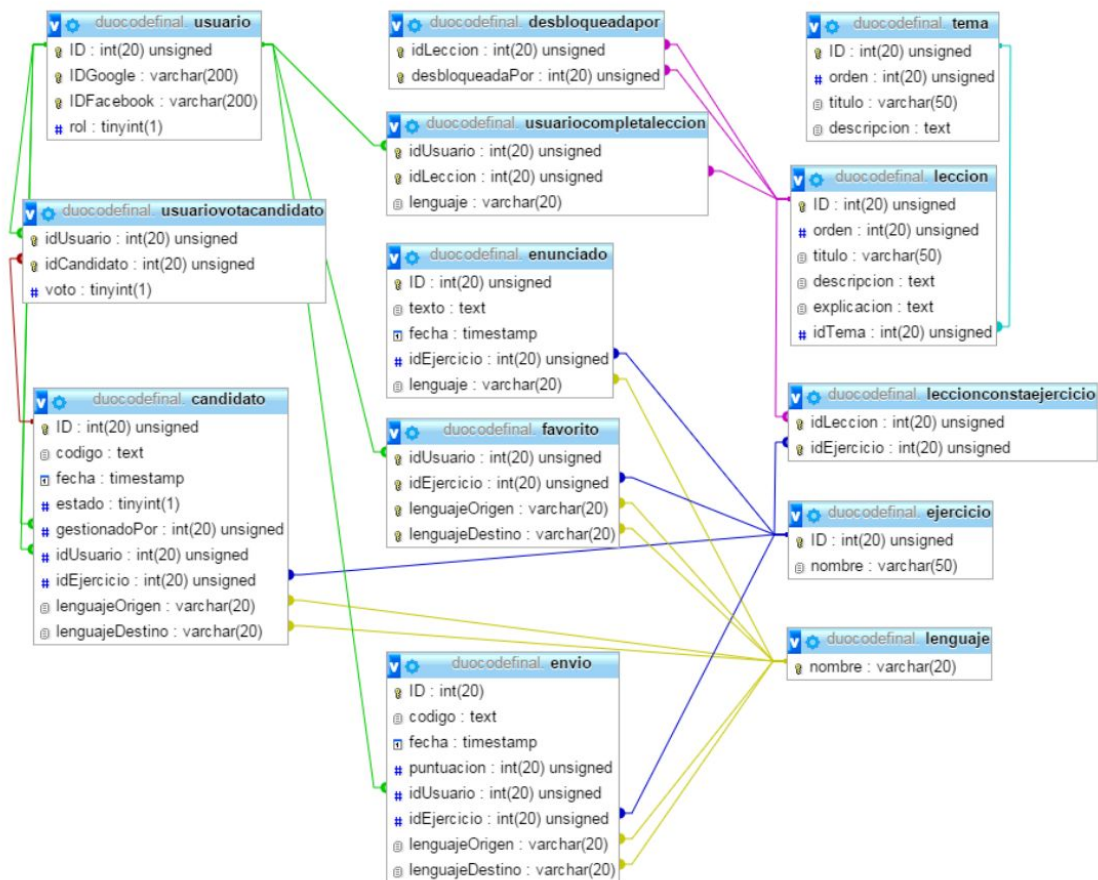 duocodefinal. usuario
ID : int(20) unsigned
IDGoogle : varchar(200)
IDFacebook : varchar(200)
rol : tinyint(1)
duocodefinal. desbloqueadapor
idLeccion : int(20) unsigned
desbloqueadaPor : int(20) unsigned
duocodefinal. tema
ID : int(20) unsigned
orden : int(20) unsigned
titulo : varchar(50)
descripcion : text
duocodefinal. usuariocompletaleccion
idUsuario : int(20) unsigned
idLeccion : int(20) unsigned
lenguaje : varchar(20)
duocodefinal. leccion
ID : int(20) unsigned
orden : int(20) unsigned
titulo : varchar(50)
descripcion : text
explicacion : text
idTema : int(20) unsigned
duocodefinal. usuariovotacandidato
idUsuario : int(20) unsigned
idCandidato : int(20) unsigned
voto : tinyint(1)
duocodefinal. enunciado
ID : int(20) unsigned
texto : text
fecha : timestamp
idEjercicio : int(20) unsigned
lenguaje : varchar(20)
duocodefinal. candidato
ID : int(20) unsigned
codigo : text
fecha : timestamp
estado : tinyint(1)
gestionadoPor : int(20) unsigned
idUsuario : int(20) unsigned
idEjercicio : int(20) unsigned
lenguajeOrigen : varchar(20)
lenguajeDestino : varchar(20)
duocodefinal. favorito
idUsuario : int(20) unsigned
idEjercicio : int(20) unsigned
lenguajeOrigen : varchar(20)
lenguajeDestino : varchar(20)
duocodefinal. leccionconstaejercicio
idLeccion : int(20) unsigned
idEjercicio : int(20) unsigned
duocodefinal. ejercicio
ID : int(20) unsigned
nombre : varchar(50)
duocodefinal. lenguaje
nombre : varchar(20)
duocodefinal. envio
ID : int(20)
codigo : text
fecha : timestamp
puntuacion : int(20) unsigned
idUsuario : int(20) unsigned
idEjercicio : int(20) unsigned
lenguajeOrigen : varchar(20)
lenguajeDestino : varchar(20)